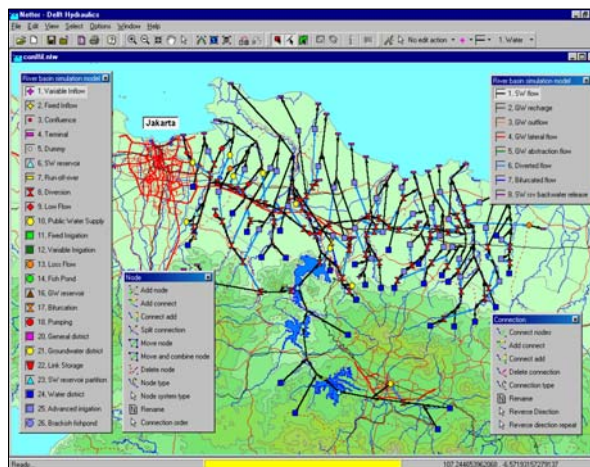 Netter - Delft Hydraulics
File Edit View Select Options Window Help
No edit action
1. Water
River basin simulation model
1. Variable Inflow
2. Fixed Inflow
3. Confluence
4. Terminal
5. Dummy
6. SW reservoir
7. Run-of-river
8. Diversion
9. Low Flow
10. Public Water Supply
11. Fixed Irrigation
12. Variable Irrigation
13. Loss Flow
14. Fish Pond
16. GW reservoir
17. Bifurcation
18. Pumping
20. General district
21. Groundwater district
22. Link Storage
23. SW reservoir partition
24. Water district
25. Advanced irrigation
26. Brackish fishpond
Jakarta
River basin simulation model
1. SW flow
2. GW recharge
3. GW outflow
4. GW lateral flow
5. GW abstraction flow
6. Diverted flow
7. Bifurcated flow
backwater release
Node
Add node
Add connect
Connect add
Split connection
Move node
Move and combine node
Delete node
Node type
Node system type
Rename
Connection order
Connection
Connect nodes
Add connect
Connect add
Delete connection
Connection type
Rename
Reverse Direction
Reverse direction repeat
Ready...